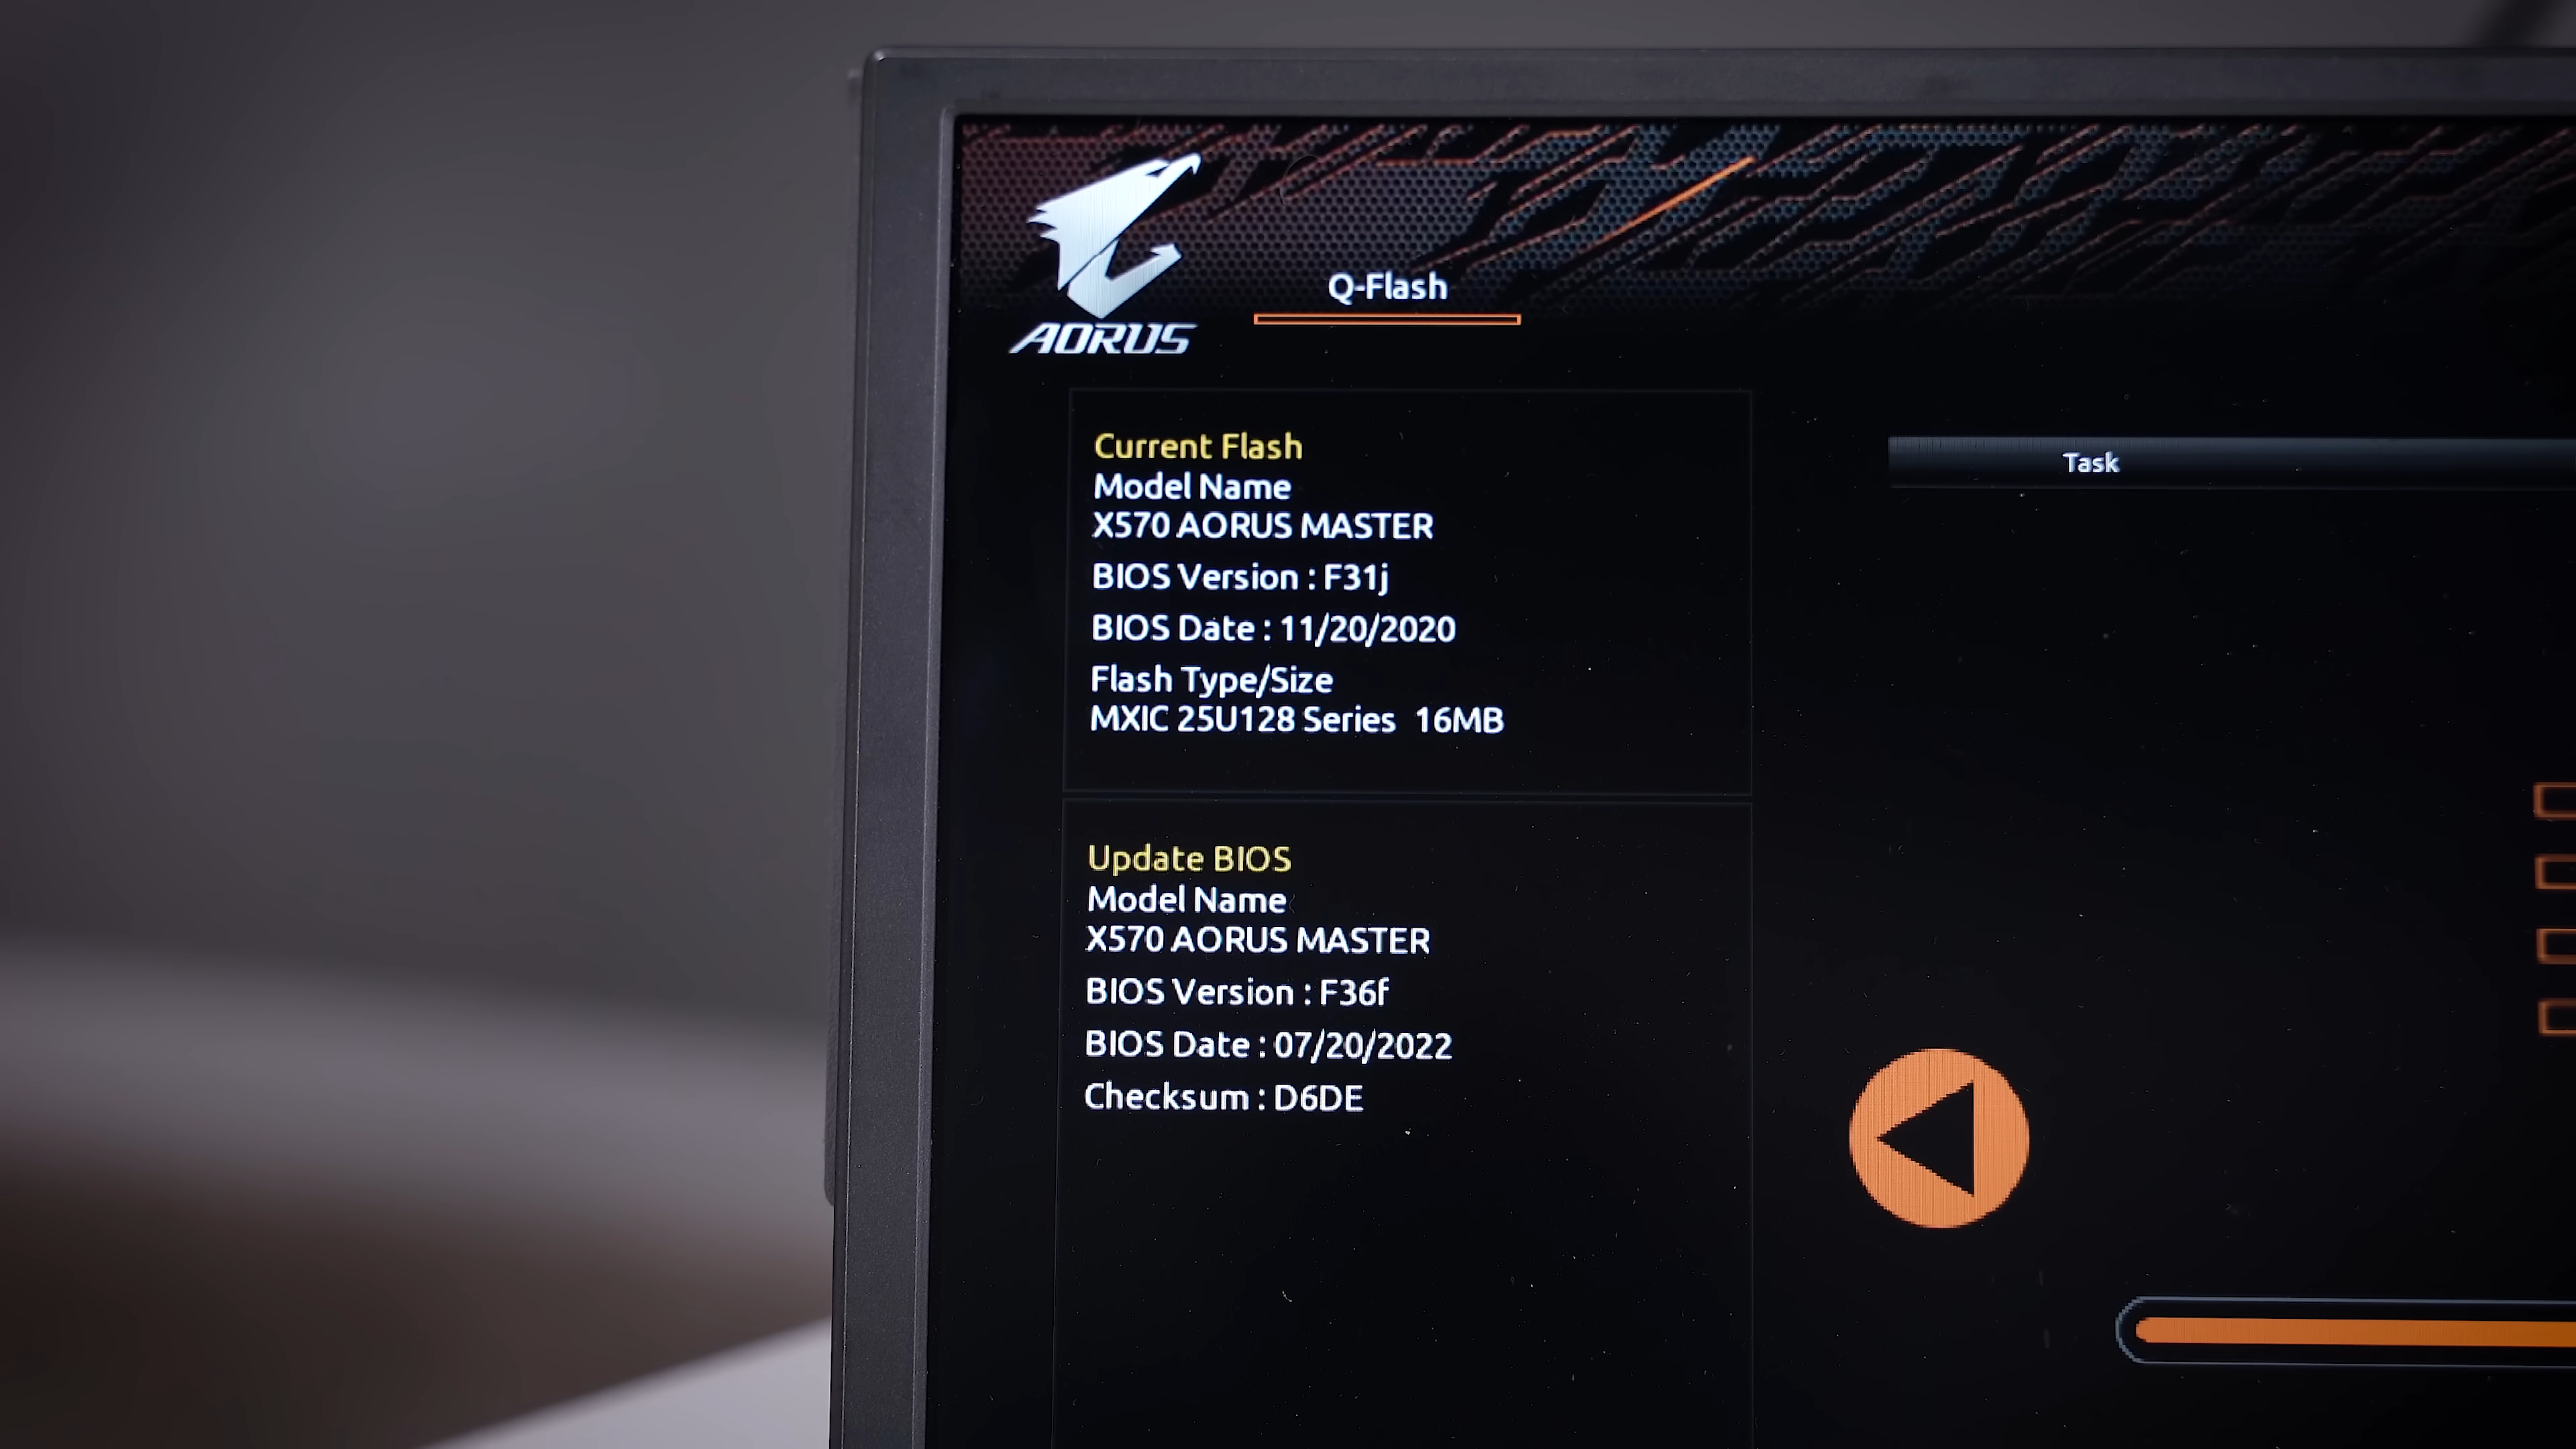 AORUS
Q-Flash
Current Flash
Model Name
X570 AORUS MASTER
BIOS Version : F31j
BIOS Date : 11/20/2020
Flash Type/Size
MXIC 25U128 Series 16MB
Task
Update BIOS
Model Name
X570 AORUS MASTER
BIOS Version : F36f
BIOS Date : 07/20/2022
Checksum : D6DE